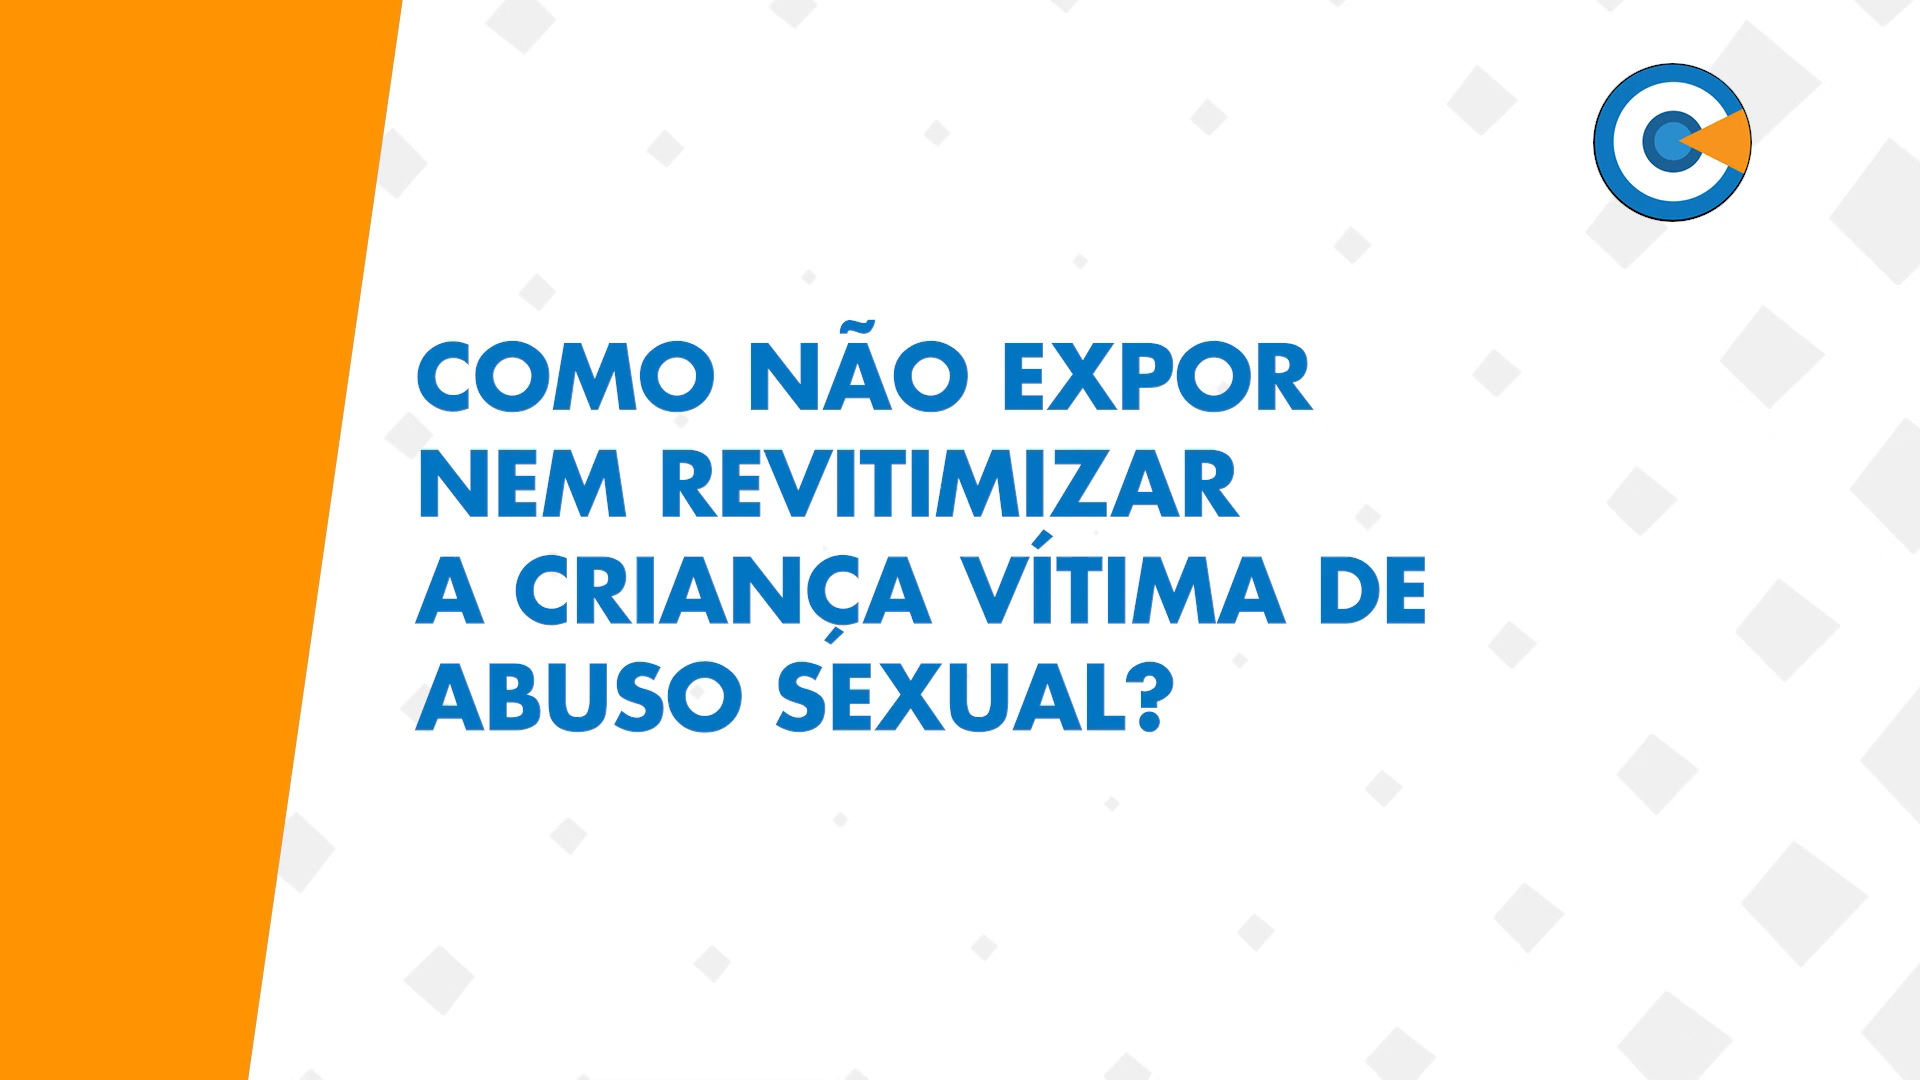 COMO NÃO EXPOR
NEM REVITIMIZAR
A CRIANÇA VÍTIMA DE
ABUSO SEXUAL?